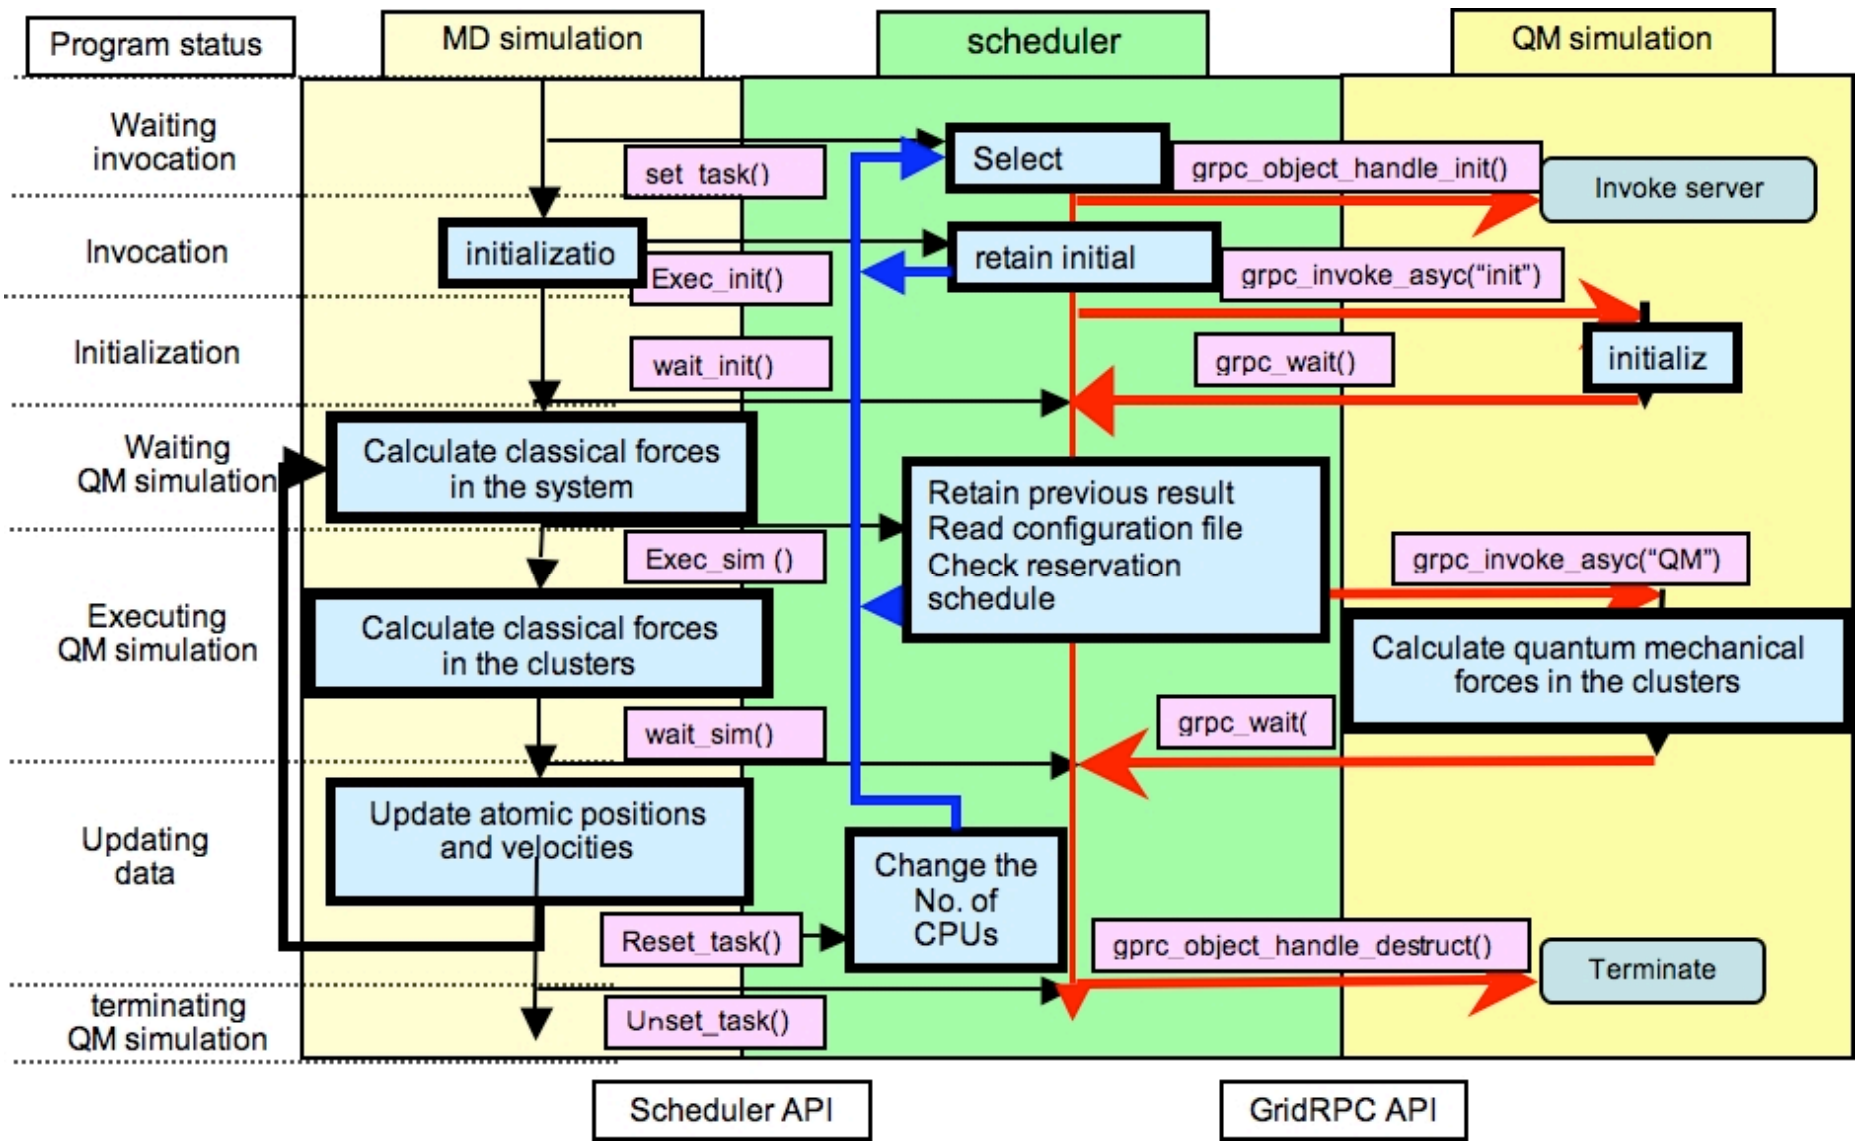 Program status
MD simulation
scheduler
QM simulation
Waiting
invocation
set_task()
Select
grpc_object_handle_init()
Invoke server
Invocation
initializatio
Exec_init()
retain initial
grpc_invoke_asyc(“init”)
Initialization
wait_init()
grpc_wait()
initializ
Waiting
QM simulation
Calculate classical forces
in the system
Exec_sim ()
Retain previous result
Read configuration file
Check reservation
schedule
grpc_invoke_asyc(“QM”)
Executing
QM simulation
Calculate classical forces
in the clusters
Calculate quantum mechanical
forces in the clusters
wait_sim()
grpc_wait(
Updating
data
Update atomic positions
and velocities
Change the
No. of
CPUs
Reset_task()
gprc_object_handle_destruct()
Terminate
terminating
QM simulation
Unset_task()
Scheduler API
GridRPC API